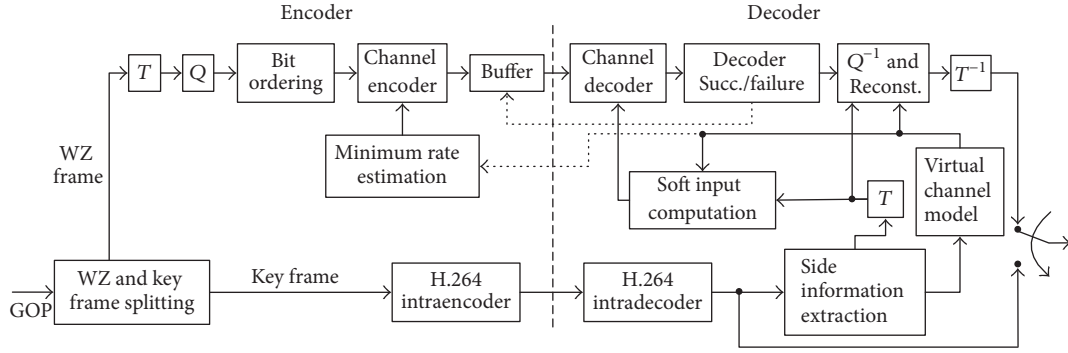 Encoder
Decoder
T
Q
Bit
ordering
Channel
encoder
Buffer
Channel
decoder
Decoder
Succ./failure
Q⁻¹ and
Reconst.
T⁻¹
WZ
frame
Minimum rate
estimation
Soft input
computation
T
Virtual
channel
model
GOP
WZ and key
frame splitting
Key frame
H.264
intraencoder
H.264
intradecoder
Side
information
extraction